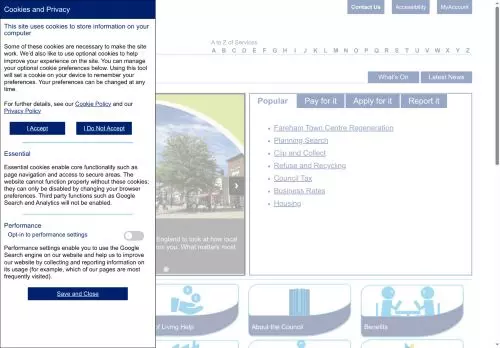 Cookies and Privacy
This site uses cookies to store information on your
computer
Some of these cookies are necessary to make the site
work. We'd also like to use optional cookies to help
improve your experience on the site. You can manage
your optional cookie preferences below. Using this tool
will set a cookie on your device to remember your
preferences. Your preferences can be changed at any
time.
For further details, see our Cookie Policy and our
Privacy Policy
I Accept
I Do Not Accept
Essential
Essential cookies enable core functionality such as
page navigation and access to secure areas. The
website cannot function properly without these cookies;
they can only be disabled by changing your browser
preferences. Third party functions such as Google
Search and Analytics will not be enabled.
Performance
Opt-in to performance settings
Performance settings enable you to use the Google
Search engine on our website and help us to improve
our website by collecting and reporting information on
its usage (for example, which of our pages are most
frequently visited).
Save and Close
Contact Us
Accessibility
MyAccount
A to Z of Services
A B C D E F G H I J K L M N O P Q R S T U V W X Y Z
What's On
Latest News
Popular
Pay for it
Apply for it
Report it
Fareham Town Centre Regeneration
Planning Search
Clip and Collect
Refuse and Recycling
Council Tax
Business Rates
Housing
England to look at how local
you. What matters most
of Living Help
About the Council
Benefits